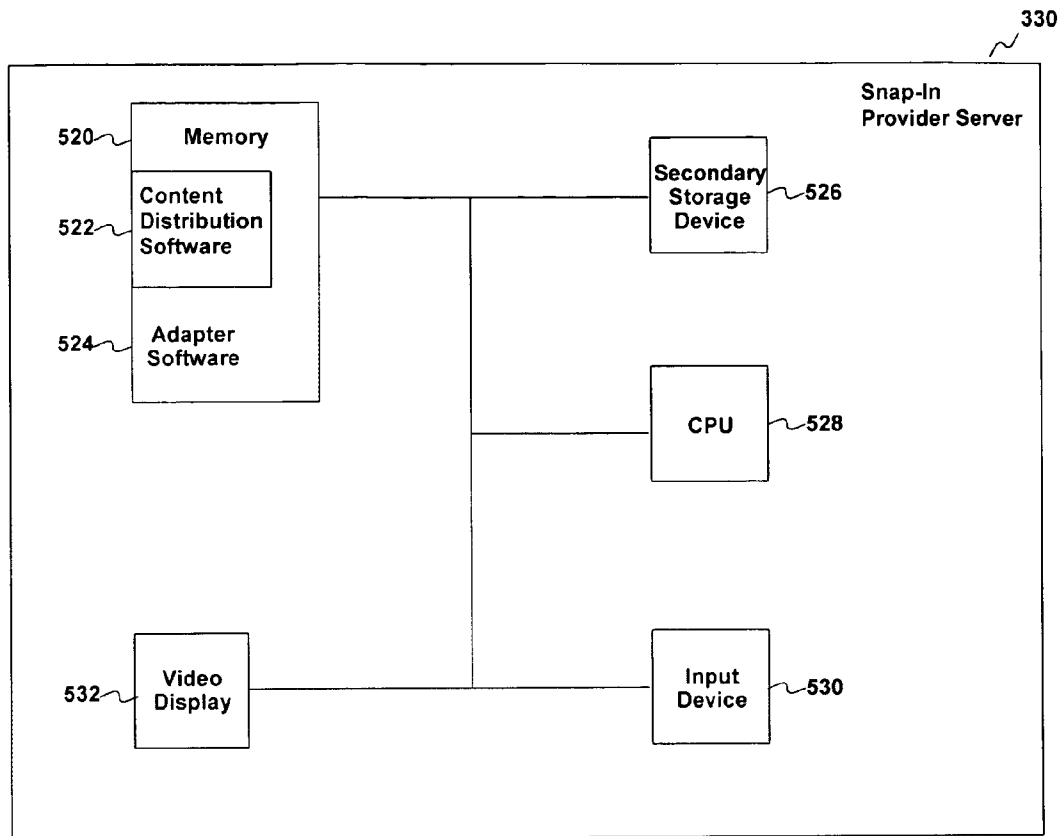 330
Snap-In
Provider Server
520
Memory
522
Content
Distribution
Software
524
Adapter
Software
Secondary
Storage
Device
526
CPU
528
532
Video
Display
Input
Device
530